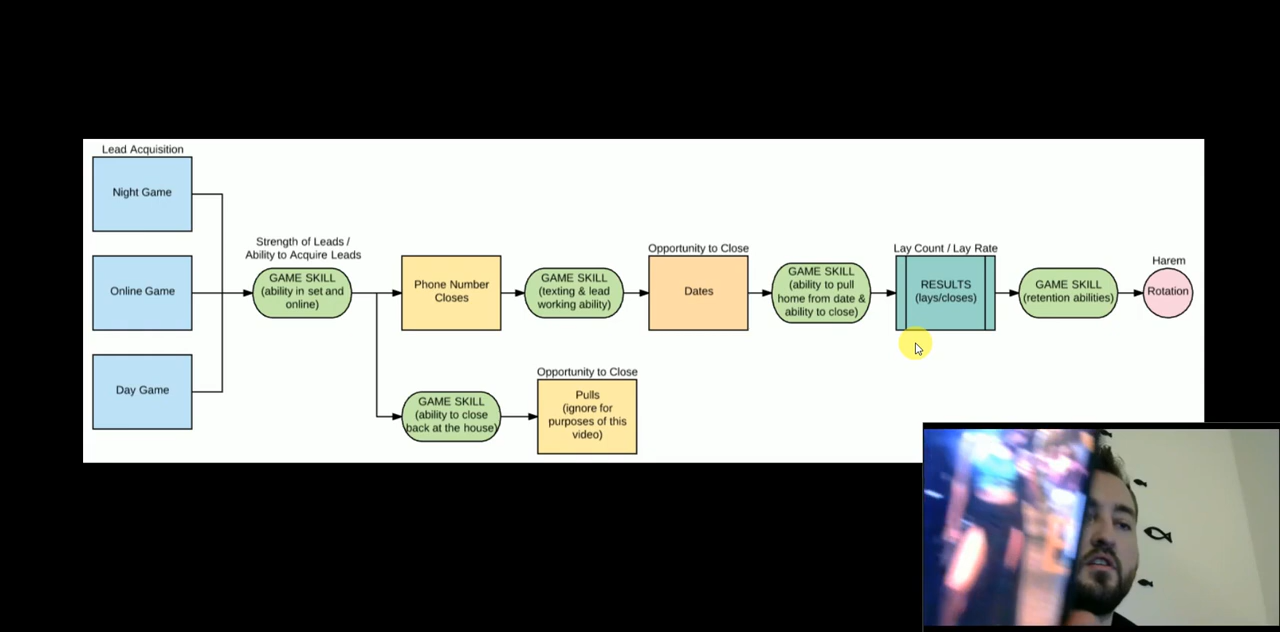 Lead Acquisition
Night Game
Online Game
Day Game
Strength of Leads /
Ability to Acquire Leads
GAME SKILL
(ability in set and
online)
Phone Number
Closes
GAME SKILL
(texting & lead
working ability)
Opportunity to Close
Dates
GAME SKILL
(ability to pull
home from date &
ability to close)
Lay Count / Lay Rate
RESULTS
(lays/closes)
GAME SKILL
(retention abilities)
Harem
Rotation
GAME SKILL
(ability to close
back at the house)
Opportunity to Close
Pulls
(ignore for
purposes of this
video)